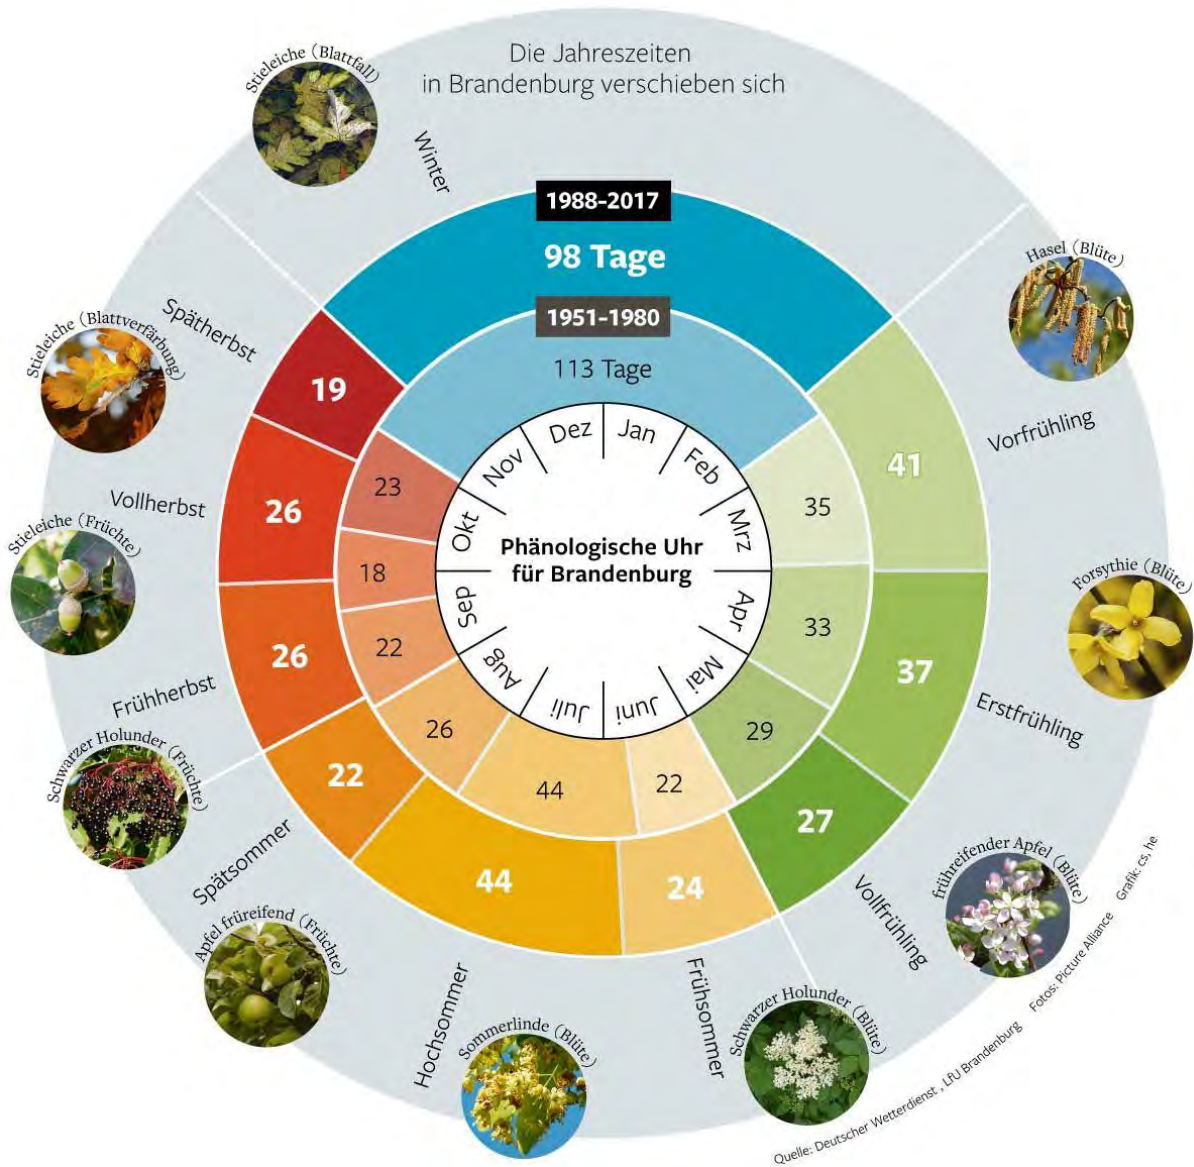 Die Jahreszeiten
in Brandenburg verschieben sich
Stieleiche (Blattfall)
Winter
1988-2017
98 Tage
1951-1980
113 Tage
Hasel (Blüte)
Vorfrühling
41
35
Forsythie (Blüte)
Erstfrühling
37
33
frühreifender Apfel (Blüte)
Vollfrühling
27
29
Schwarzer Holunder (Blüte)
Frühsommer
24
22
Sommerlinde (Blüte)
Hochsommer
44
44
Apfel früreifend (Früchte)
Spätsommer
22
26
Schwarzer Holunder (Früchte)
Frühherbst
26
22
Stieleiche (Früchte)
Vollherbst
26
18
Stieleiche (Blattverfärbung)
Spätherbst
19
23
Jan
Feb
Mrz
Apr
Mai
Juni
Juli
Aug
Sep
Okt
Nov
Dez
Phänologische Uhr
für Brandenburg
Quelle: Deutscher Wetterdienst , LfU Brandenburg Fotos: Picture Alliance Grafik: cs, he